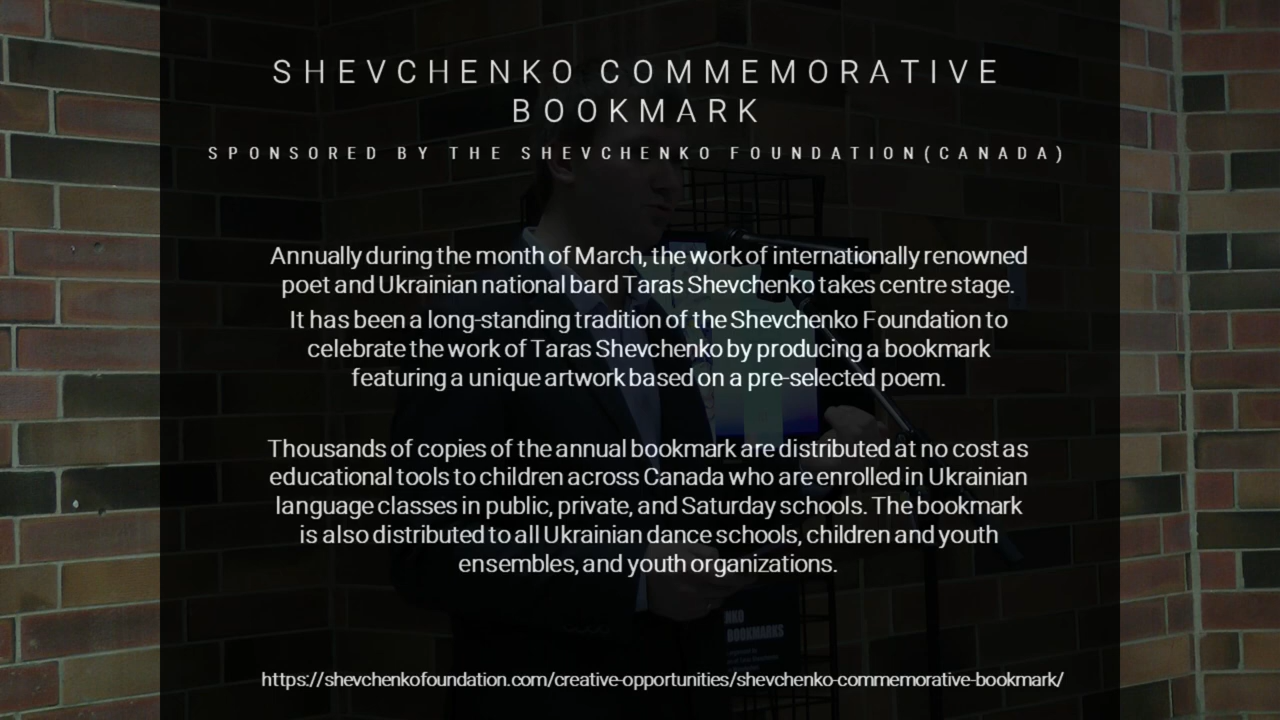 SHEVCHENKO COMMEMORATIVE
BOOKMARK
SPONSORED BY THE SHEVCHENKO FOUNDATION(CANADA)
Annually during the month of March, the work of internationally renowned
poet and Ukrainian national bard Taras Shevchenko takes centre stage.
It has been a long-standing tradition of the Shevchenko Foundation to
celebrate the work of Taras Shevchenko by producing a bookmark
featuring a unique artwork based on a pre-selected poem.
Thousands of copies of the annual bookmark are distributed at no cost as
educational tools to children across Canada who are enrolled in Ukrainian
language classes in public, private, and Saturday schools. The bookmark
is also distributed to all Ukrainian dance schools, children and youth
ensembles, and youth organizations.
BOOKMARKS
https://shevchenkofoundation.com/creative-opportunities/shevchenko-commemorative-bookmark/